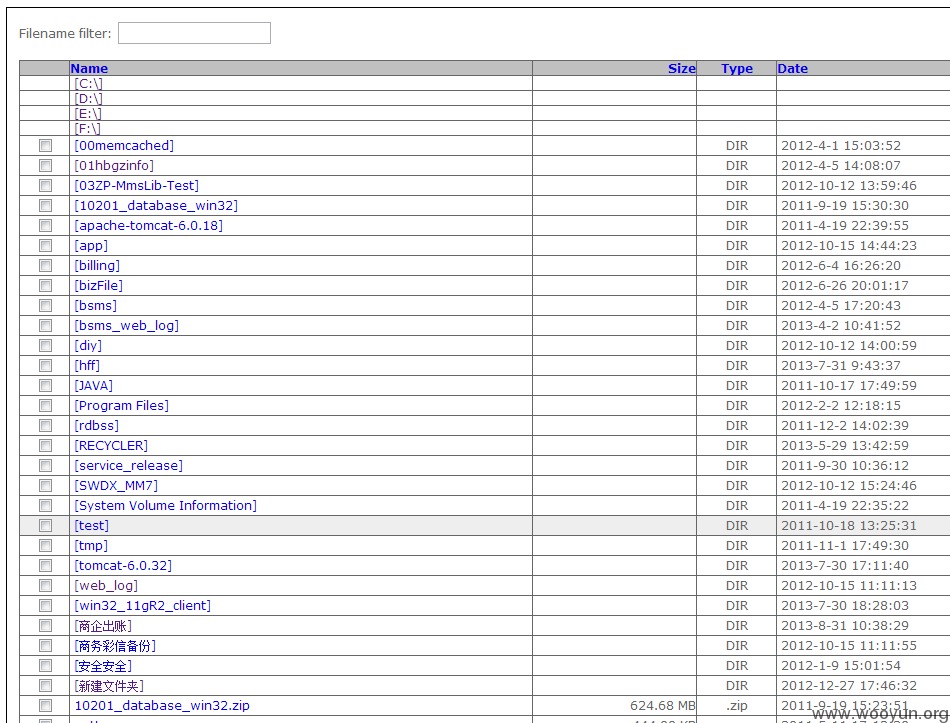 Filename filter:
Name Size Type Date
[C:\]
[D:\]
[E:\]
[F:\]
[00memcached] DIR 2012-4-1 15:03:52
[01hbgzinfo] DIR 2012-4-5 14:08:07
[03ZP-MmsLib-Test] DIR 2012-10-12 13:59:46
[10201_database_win32] DIR 2011-9-19 15:30:30
[apache-tomcat-6.0.18] DIR 2011-4-19 22:39:55
[app] DIR 2012-10-15 14:44:23
[billing] DIR 2012-6-4 16:26:20
[bizFile] DIR 2012-6-26 20:01:17
[bsms] DIR 2012-4-5 17:20:43
[bsms_web_log] DIR 2013-4-2 10:41:52
[diy] DIR 2012-10-12 14:00:59
[hff] DIR 2013-7-31 9:43:37
[JAVA] DIR 2011-10-17 17:49:59
[Program Files] DIR 2012-2-2 12:18:15
[rdbss] DIR 2011-12-2 14:02:39
[RECYCLER] DIR 2013-5-29 13:42:59
[service_release] DIR 2011-9-30 10:36:12
[SWDX_MM7] DIR 2012-10-12 15:24:46
[System Volume Information] DIR 2011-4-19 22:35:22
[test] DIR 2011-10-18 13:25:31
[tmp] DIR 2011-11-1 17:49:30
[tomcat-6.0.32] DIR 2013-7-30 17:11:40
[web_log] DIR 2012-10-15 11:11:13
[win32_11gR2_client] DIR 2013-7-30 18:28:03
[商企出账] DIR 2013-8-31 10:38:29
[商务彩信备份] DIR 2012-10-15 11:11:55
[安全安全] DIR 2012-1-9 15:01:54
[新建文件夹] DIR 2012-12-27 17:46:32
10201_database_win32.zip 624.68 MB .zip 2011-9-19 15:23:51
www.wooyun.org